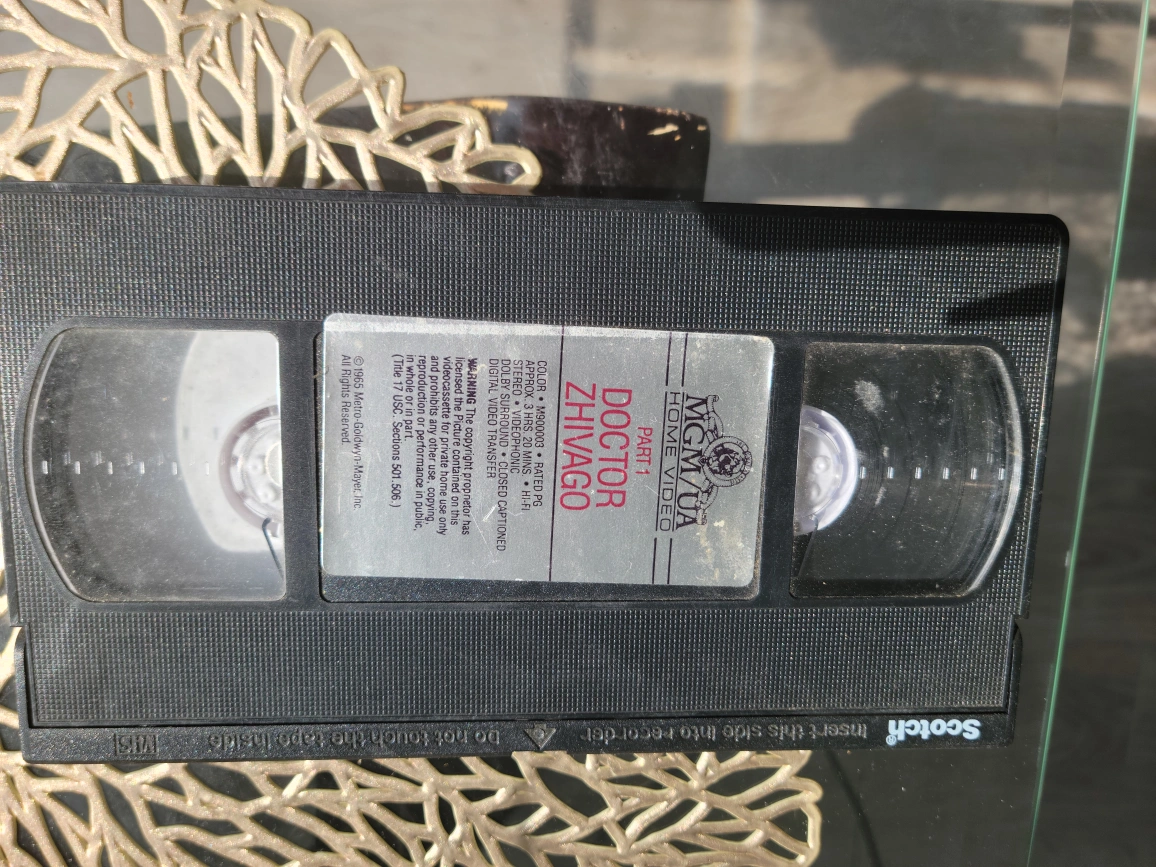 MGM/UA
HOME VIDEO
PART 1
DOCTOR
ZHIVAGO
COLOR • M900003 • RATED PG
APPROX. 3 HRS 20 MINS • HI-FI
STEREO • VIDEOPHONIC
DOLBY SURROUND • CLOSED CAPTIONED
DIGITAL VIDEO TRANSFER
WARNING The copyright proprietor has
licensed the Picture contained on this
videocassette for private home use only
and prohibits any other use, copying,
reproduction or performance in public,
in whole or in part.
(Title 17 USC. Sections 501.506.)
© 1965 Metro-Goldwyn-Mayer, Inc.
All Rights Reserved.
Scotch®
Insert this side into recorder
Do not touch the tape inside
VHS